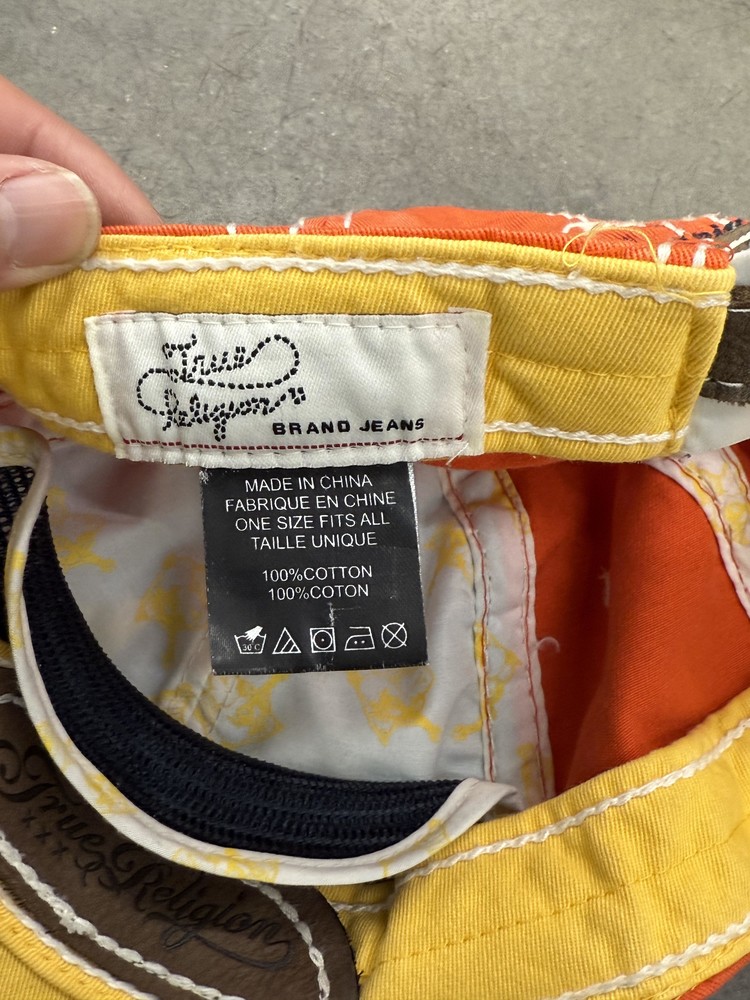 True
Religion
BRAND JEANS
MADE IN CHINA
FABRIQUE EN CHINE
ONE SIZE FITS ALL
TAILLE UNIQUE
100%COTTON
100%COTON
30°C
True
Religion